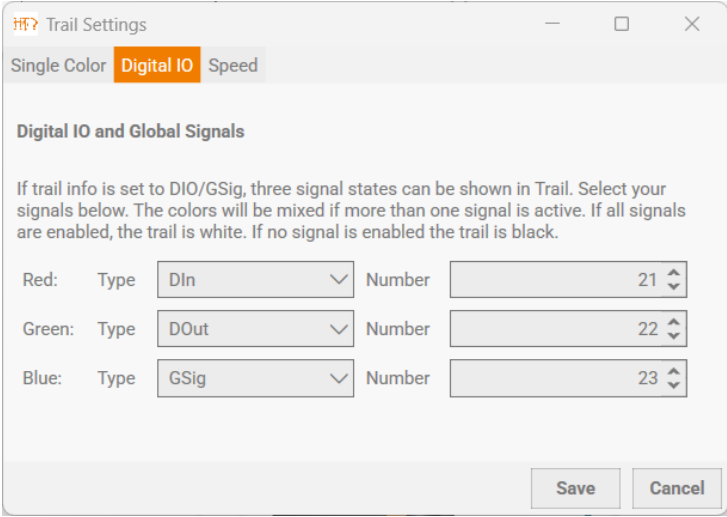 Trail Settings
Single Color Digital IO Speed
Digital IO and Global Signals
If trail info is set to DIO/GSig, three signal states can be shown in Trail. Select your
signals below. The colors will be mixed if more than one signal is active. If all signals
are enabled, the trail is white. If no signal is enabled the trail is black.
Red: Type DIn Number 21
Green: Type DOut Number 22
Blue: Type GSig Number 23
Save Cancel